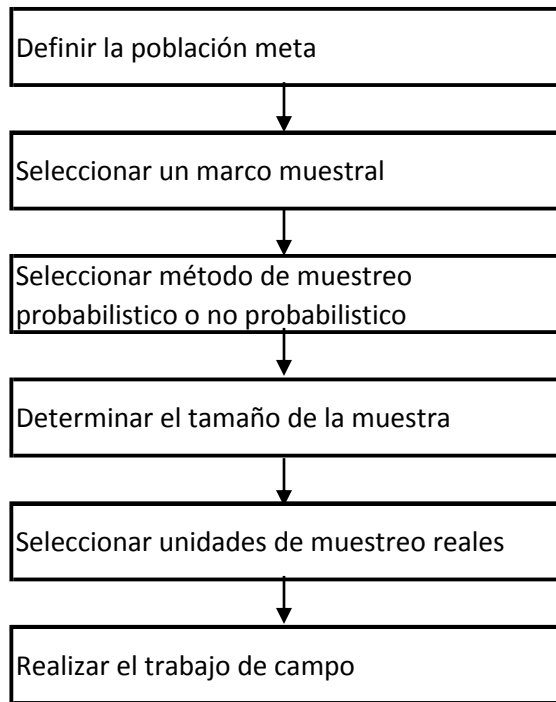 Definir la población meta
Seleccionar un marco muestral
Seleccionar método de muestreo
probabilistico o no probabilistico
Determinar el tamaño de la muestra
Seleccionar unidades de muestreo reales
Realizar el trabajo de campo